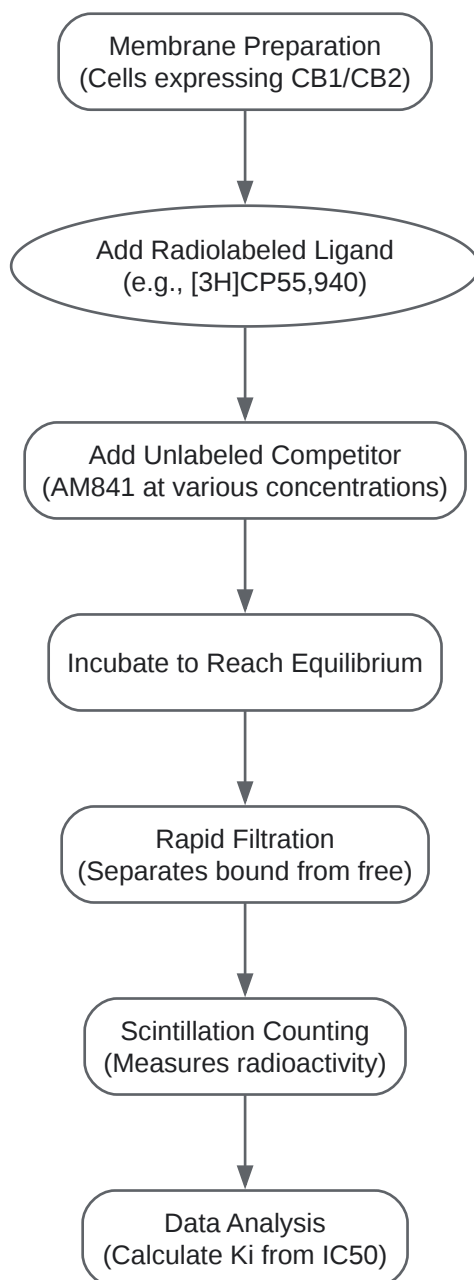 Membrane Preparation
(Cells expressing CB1/CB2)
Add Radiolabeled Ligand
(e.g., [3H]CP55,940)
Add Unlabeled Competitor
(AM841 at various concentrations)
Incubate to Reach Equilibrium
Rapid Filtration
(Separates bound from free)
Scintillation Counting
(Measures radioactivity)
Data Analysis
(Calculate Ki from IC50)